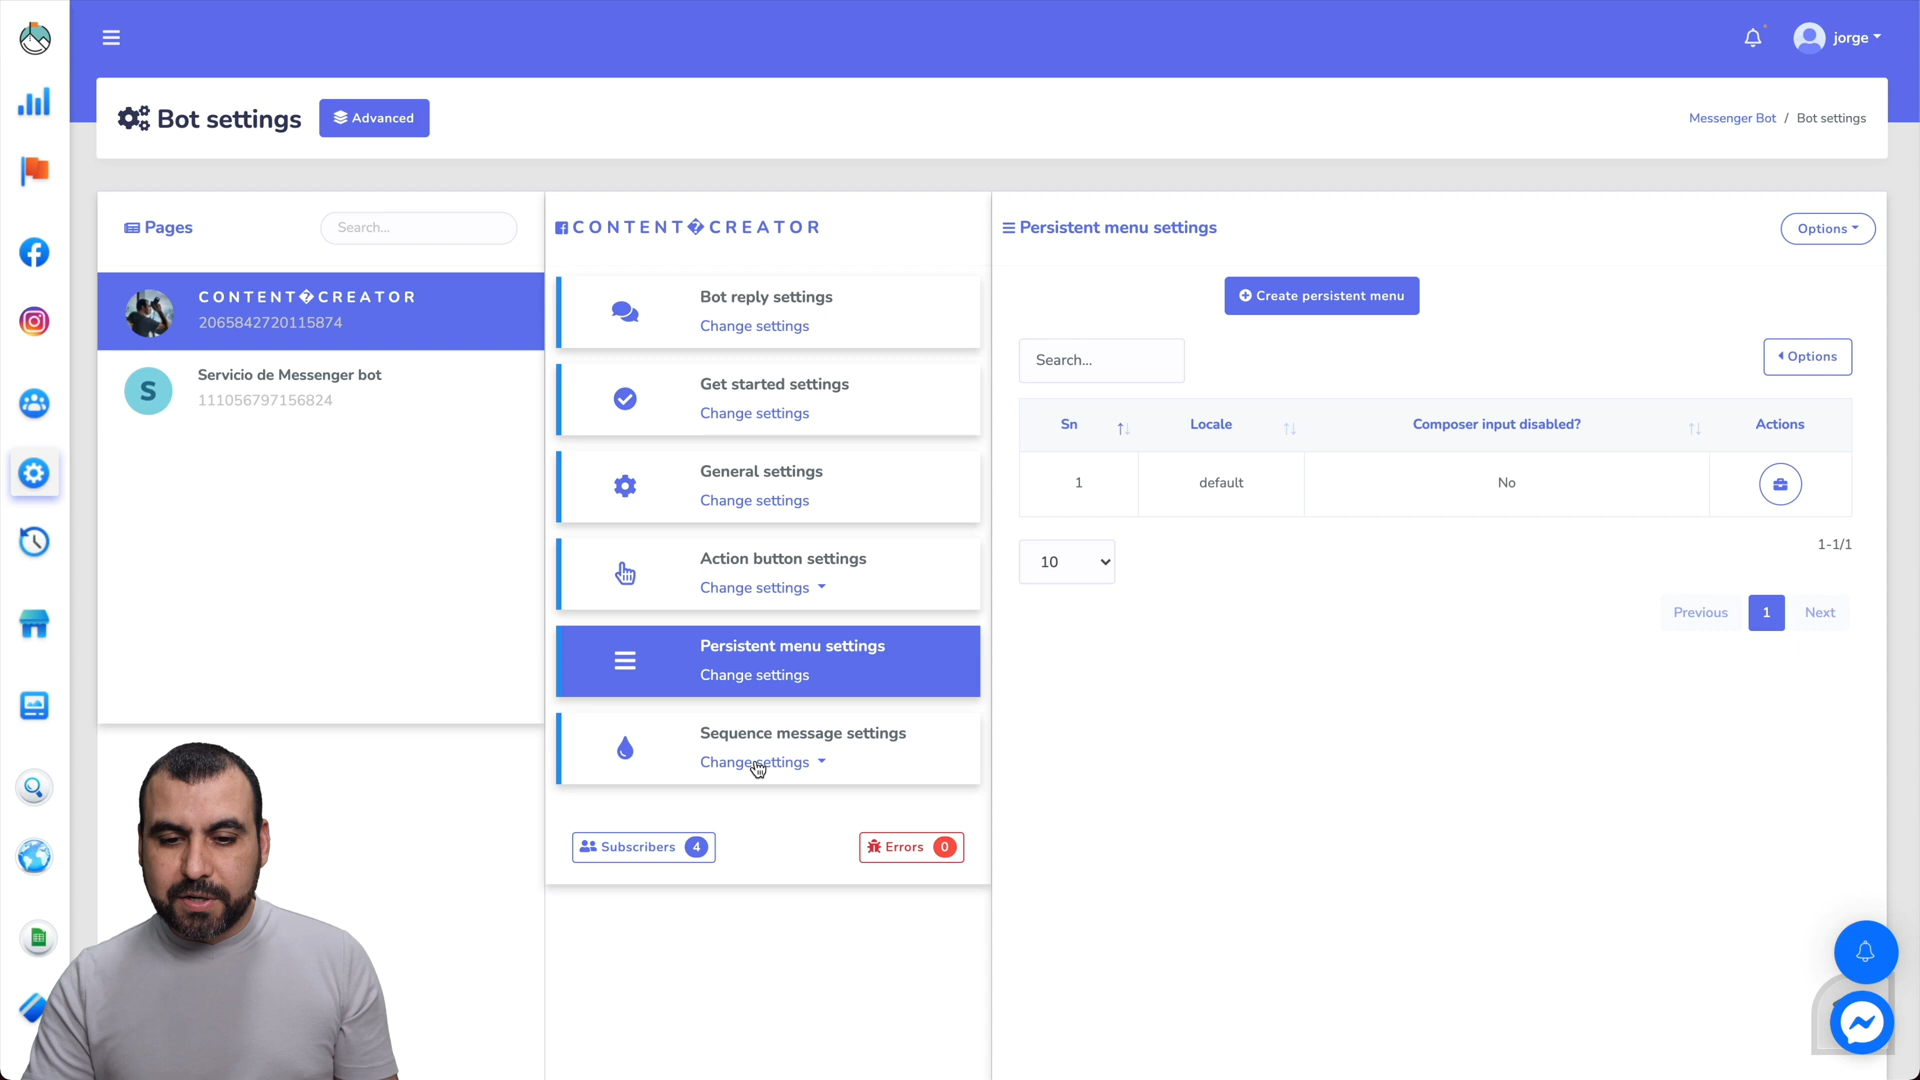 jorge
Bot settings
Advanced
Messenger Bot / Bot settings
Pages
Search...
CONTENT�CREATOR
2065842720115874
Servicio de Messenger bot
111056797156824
S
CONTENT�CREATOR
Bot reply settings
Change settings
Get started settings
Change settings
General settings
Change settings
Action button settings
Change settings
Persistent menu settings
Change settings
Sequence message settings
Change settings
Subscribers 4
Errors 0
Persistent menu settings
Options
Create persistent menu
Search...
Options
Sn Locale Composer input disabled? Actions
1 default No
1-1/1
10
Previous 1 Next